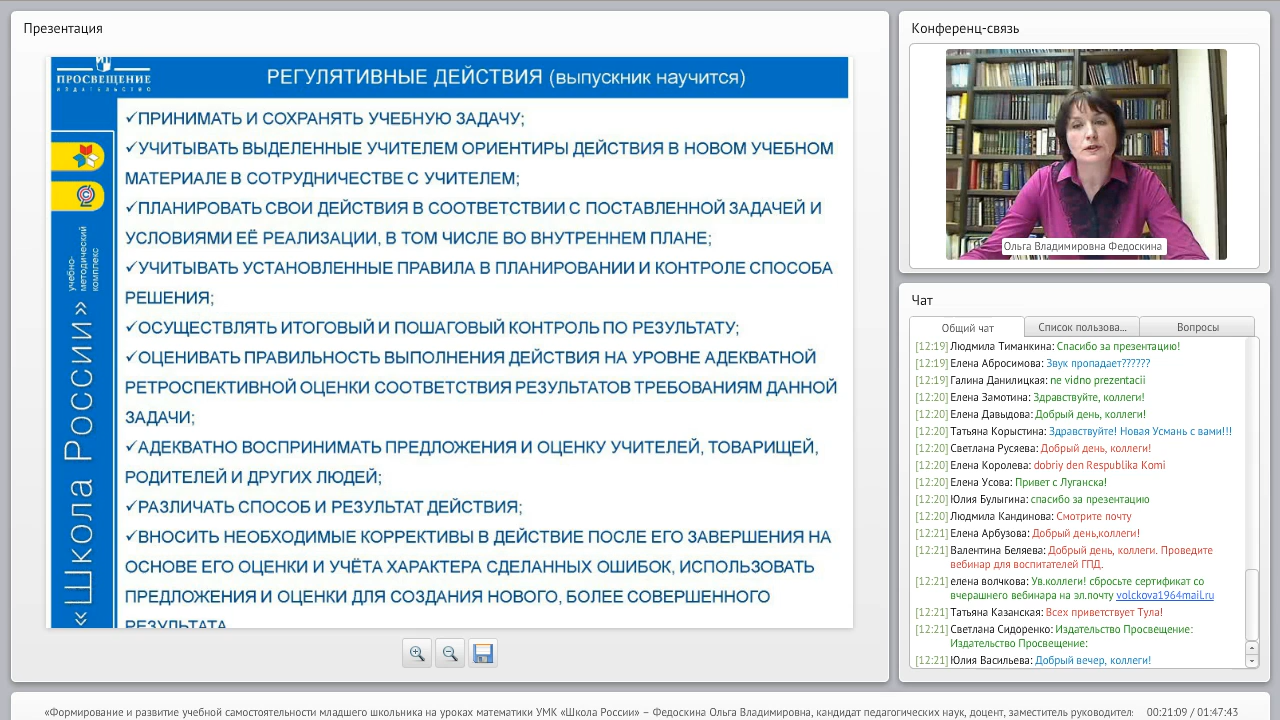 Презентация
ПРОСВЕЩЕНИЕ
ИЗДАТЕЛЬСТВО
РЕГУЛЯТИВНЫЕ ДЕЙСТВИЯ (выпускник научится)
✓ПРИНИМАТЬ И СОХРАНЯТЬ УЧЕБНУЮ ЗАДАЧУ;
✓УЧИТЫВАТЬ ВЫДЕЛЕННЫЕ УЧИТЕЛЕМ ОРИЕНТИРЫ ДЕЙСТВИЯ В НОВОМ УЧЕБНОМ
МАТЕРИАЛЕ В СОТРУДНИЧЕСТВЕ С УЧИТЕЛЕМ;
✓ПЛАНИРОВАТЬ СВОИ ДЕЙСТВИЯ В СООТВЕТСТВИИ С ПОСТАВЛЕННОЙ ЗАДАЧЕЙ И
УСЛОВИЯМИ ЕЁ РЕАЛИЗАЦИИ, В ТОМ ЧИСЛЕ ВО ВНУТРЕННЕМ ПЛАНЕ;
✓УЧИТЫВАТЬ УСТАНОВЛЕННЫЕ ПРАВИЛА В ПЛАНИРОВАНИИ И КОНТРОЛЕ СПОСОБА
РЕШЕНИЯ;
✓ОСУЩЕСТВЛЯТЬ ИТОГОВЫЙ И ПОШАГОВЫЙ КОНТРОЛЬ ПО РЕЗУЛЬТАТУ;
✓ОЦЕНИВАТЬ ПРАВИЛЬНОСТЬ ВЫПОЛНЕНИЯ ДЕЙСТВИЯ НА УРОВНЕ АДЕКВАТНОЙ
РЕТРОСПЕКТИВНОЙ ОЦЕНКИ СООТВЕТСТВИЯ РЕЗУЛЬТАТОВ ТРЕБОВАНИЯМ ДАННОЙ
ЗАДАЧИ;
✓АДЕКВАТНО ВОСПРИНИМАТЬ ПРЕДЛОЖЕНИЯ И ОЦЕНКУ УЧИТЕЛЕЙ, ТОВАРИЩЕЙ,
РОДИТЕЛЕЙ И ДРУГИХ ЛЮДЕЙ;
✓РАЗЛИЧАТЬ СПОСОБ И РЕЗУЛЬТАТ ДЕЙСТВИЯ;
✓ВНОСИТЬ НЕОБХОДИМЫЕ КОРРЕКТИВЫ В ДЕЙСТВИЕ ПОСЛЕ ЕГО ЗАВЕРШЕНИЯ НА
ОСНОВЕ ЕГО ОЦЕНКИ И УЧЁТА ХАРАКТЕРА СДЕЛАННЫХ ОШИБОК, ИСПОЛЬЗОВАТЬ
ПРЕДЛОЖЕНИЯ И ОЦЕНКИ ДЛЯ СОЗДАНИЯ НОВОГО, БОЛЕЕ СОВЕРШЕННОГО
РЕЗУЛЬТАТА
«Школа России»
учебно-
методический
комплекс
Конференц-связь
Ольга Владимировна Федоскина
Чат
Общий чат
Список пользова...
Вопросы
[12:19] Людмила Тиманкина: Спасибо за презентацию!
[12:19] Елена Абросимова: Звук пропадает??????
[12:19] Галина Данилицкая: ne vidno prezentacii
[12:20] Елена Замотина: Здравствуйте, коллеги!
[12:20] Елена Давыдова: Добрый день, коллеги!
[12:20] Татьяна Корыстина: Здравствуйте! Новая Усмань с вами!!!
[12:20] Светлана Русяева: Добрый день, коллеги!
[12:20] Елена Королева: dobriy den Respublika Komi
[12:20] Елена Усова: Привет с Луганска!
[12:20] Юлия Булыгина: спасибо за презентацию
[12:20] Людмила Кандинова: Смотрите почту
[12:21] Елена Арбузова: Добрый день,коллеги!
[12:21] Валентина Беляева: Добрый день, коллеги. Проведите
вебинар для воспитателей ГПД.
[12:21] елена волчкова: Ув.коллеги! сбросьте сертификат со
вчерашнего вебинара на эл.почту volckova1964mail.ru
[12:21] Татьяна Казанская: Всех приветствует Тула!
[12:21] Светлана Сидоренко: Издательство Просвещение:
Издательство Просвещение:
[12:21] Юлия Васильева: Добрый вечер, коллеги!
«Формирование и развитие учебной самостоятельности младшего школьника на уроках математики УМК «Школа России» – Федоскина Ольга Владимировна, кандидат педагогических наук, доцент, заместитель руководител
00:21:09 / 01:47:43